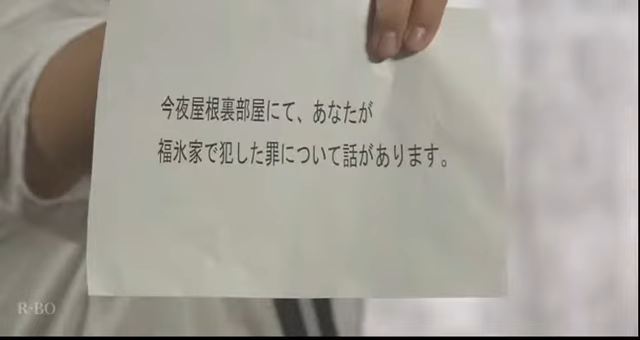 今夜屋根裏部屋にて、あなたが
福氷家で犯した罪について話があります。
R-BO